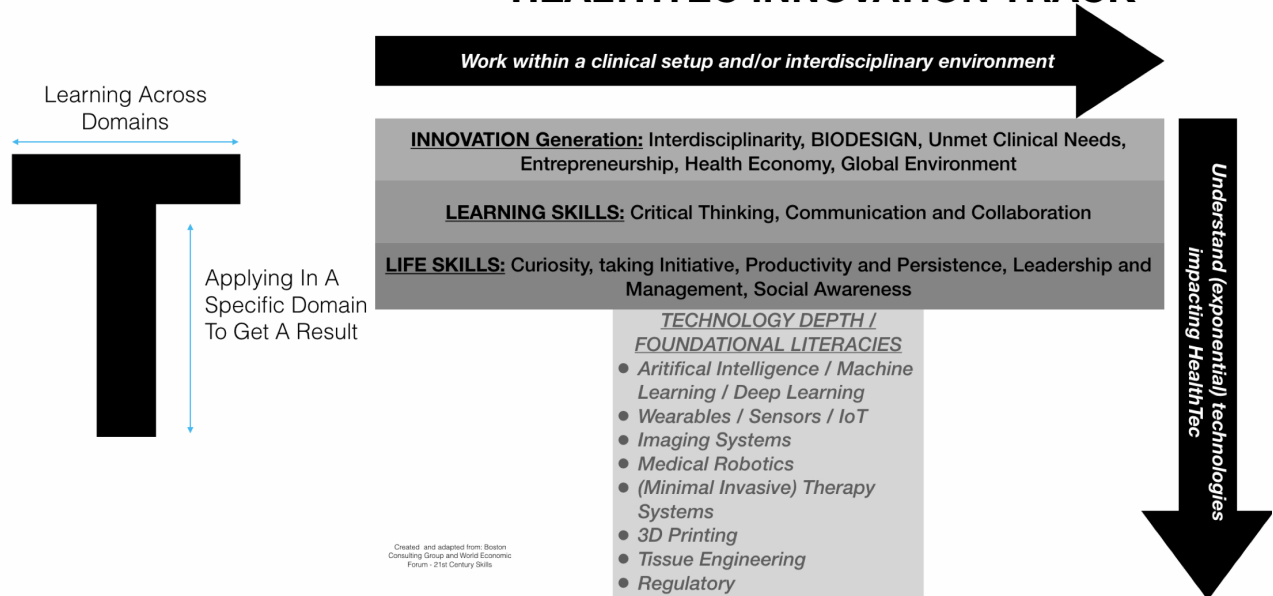 HEALTHTEC INNOVATION TRACK
Work within a clinical setup and/or interdisciplinary environment
Learning Across
Domains
INNOVATION Generation: Interdisciplinarity, BIODESIGN, Unmet Clinical Needs,
Entrepreneurship, Health Economy, Global Environment
LEARNING SKILLS: Critical Thinking, Communication and Collaboration
LIFE SKILLS: Curiosity, taking Initiative, Productivity and Persistence, Leadership and
Management, Social Awareness
Applying In A
Specific Domain
To Get A Result
TECHNOLOGY DEPTH /
FOUNDATIONAL LITERACIES
● Aritifical Intelligence / Machine
Learning / Deep Learning
● Wearables / Sensors / IoT
● Imaging Systems
● Medical Robotics
● (Minimal Invasive) Therapy
Systems
● 3D Printing
● Tissue Engineering
● Regulatory
Understand (exponential) technologies
impacting HealthTec
Created and adapted from: Boston
Consulting Group and World Economic
Forum - 21st Century Skills